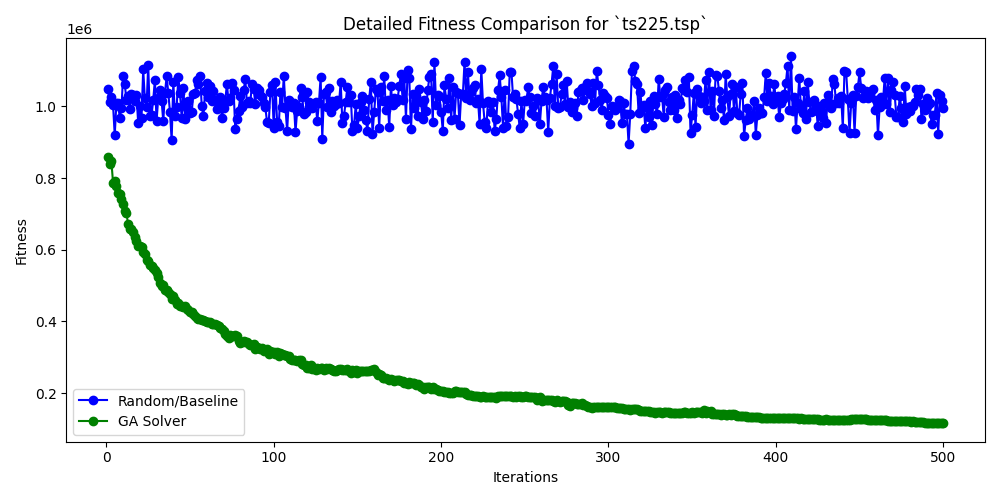 Detailed Fitness Comparison for `ts225.tsp`
1e6
1.0
0.8
0.6
0.4
0.2
Fitness
Random/Baseline
GA Solver
0 100 200 300 400 500
Iterations